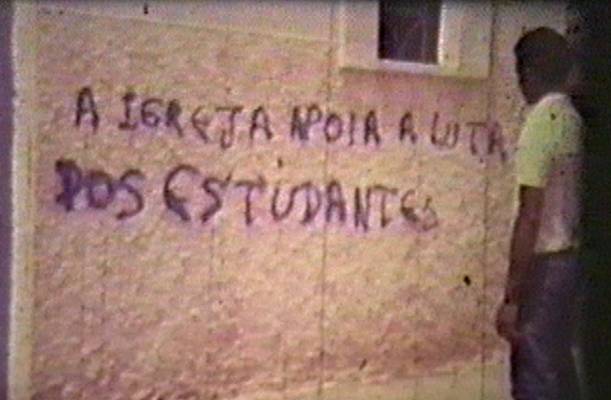 A IGREJA APOIA A LUTA
DOS ESTUDANTES